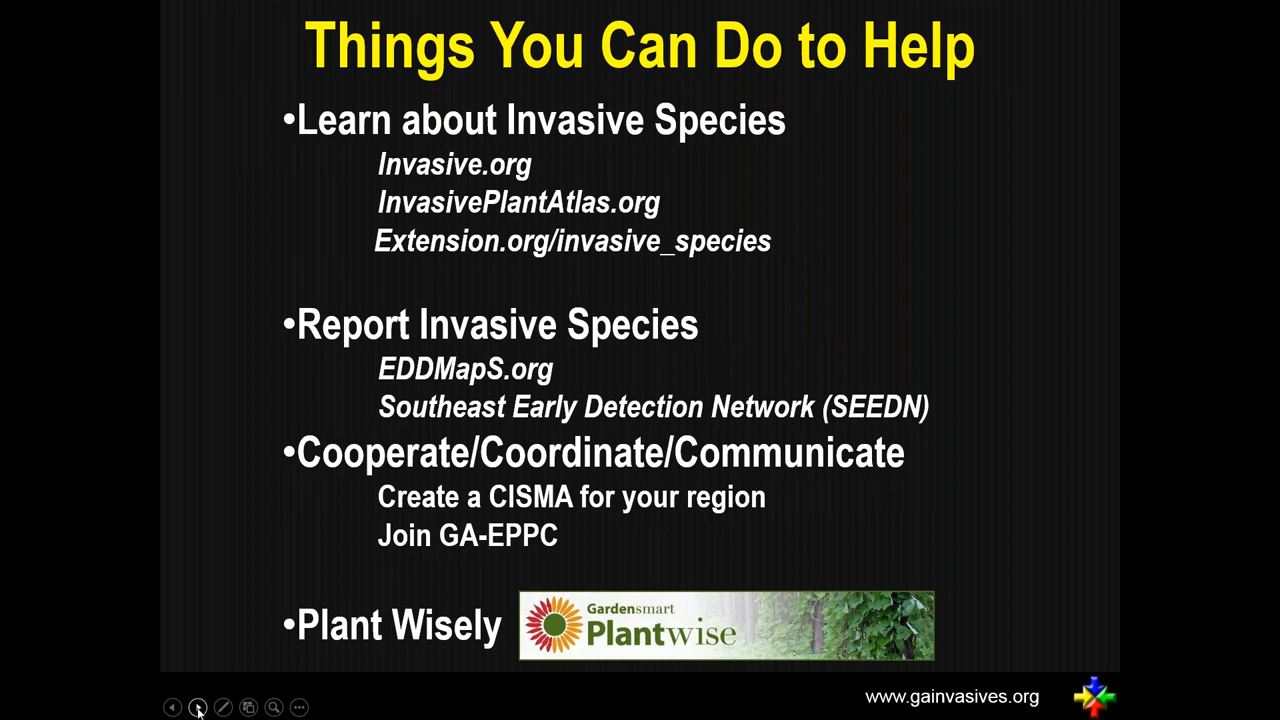 Things You Can Do to Help
•Learn about Invasive Species
Invasive.org
InvasivePlantAtlas.org
Extension.org/invasive_species
•Report Invasive Species
EDDMapS.org
Southeast Early Detection Network (SEEDN)
•Cooperate/Coordinate/Communicate
Create a CISMA for your region
Join GA-EPPC
•Plant Wisely
Gardensmart
Plantwise
www.gainvasives.org